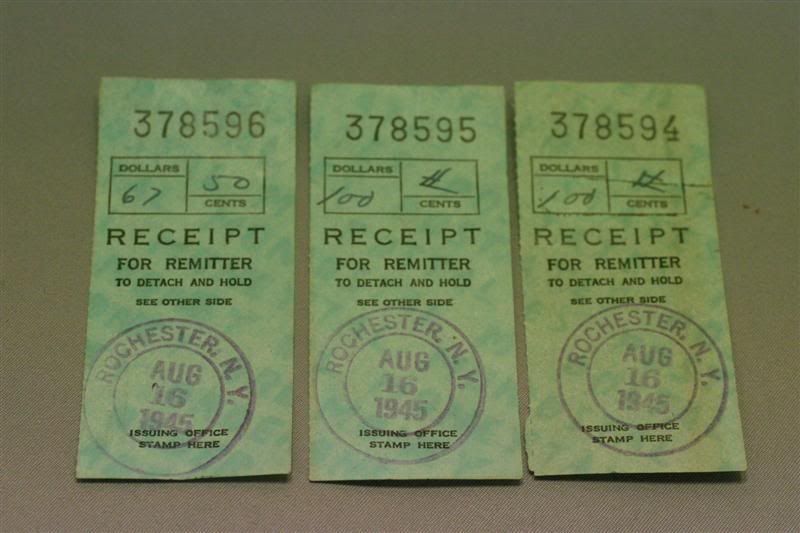 378596
DOLLARS
67
50
CENTS
RECEIPT
FOR REMITTER
TO DETACH AND HOLD
SEE OTHER SIDE
ROCHESTER, N.Y.
AUG
16
1945
ISSUING OFFICE
STAMP HERE
378595
DOLLARS
100
CENTS
RECEIPT
FOR REMITTER
TO DETACH AND HOLD
SEE OTHER SIDE
ROCHESTER, N.Y.
AUG
16
1945
ISSUING OFFICE
STAMP HERE
378594
DOLLARS
100
CENTS
RECEIPT
FOR REMITTER
TO DETACH AND HOLD
SEE OTHER SIDE
ROCHESTER, N.Y.
AUG
16
1945
ISSUING OFFICE
STAMP HERE